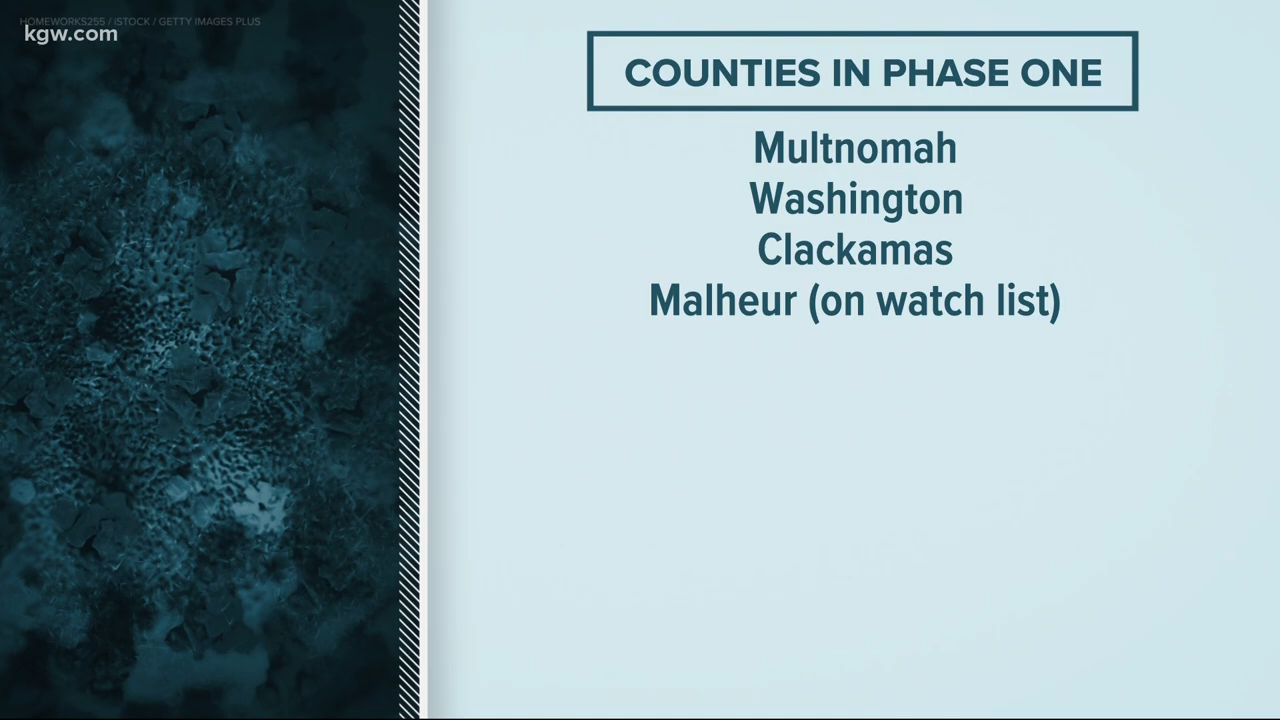 HOMEWORKS255 / iSTOCK / GETTY IMAGES PLUS
kgw.com
COUNTIES IN PHASE ONE
Multnomah
Washington
Clackamas
Malheur (on watch list)